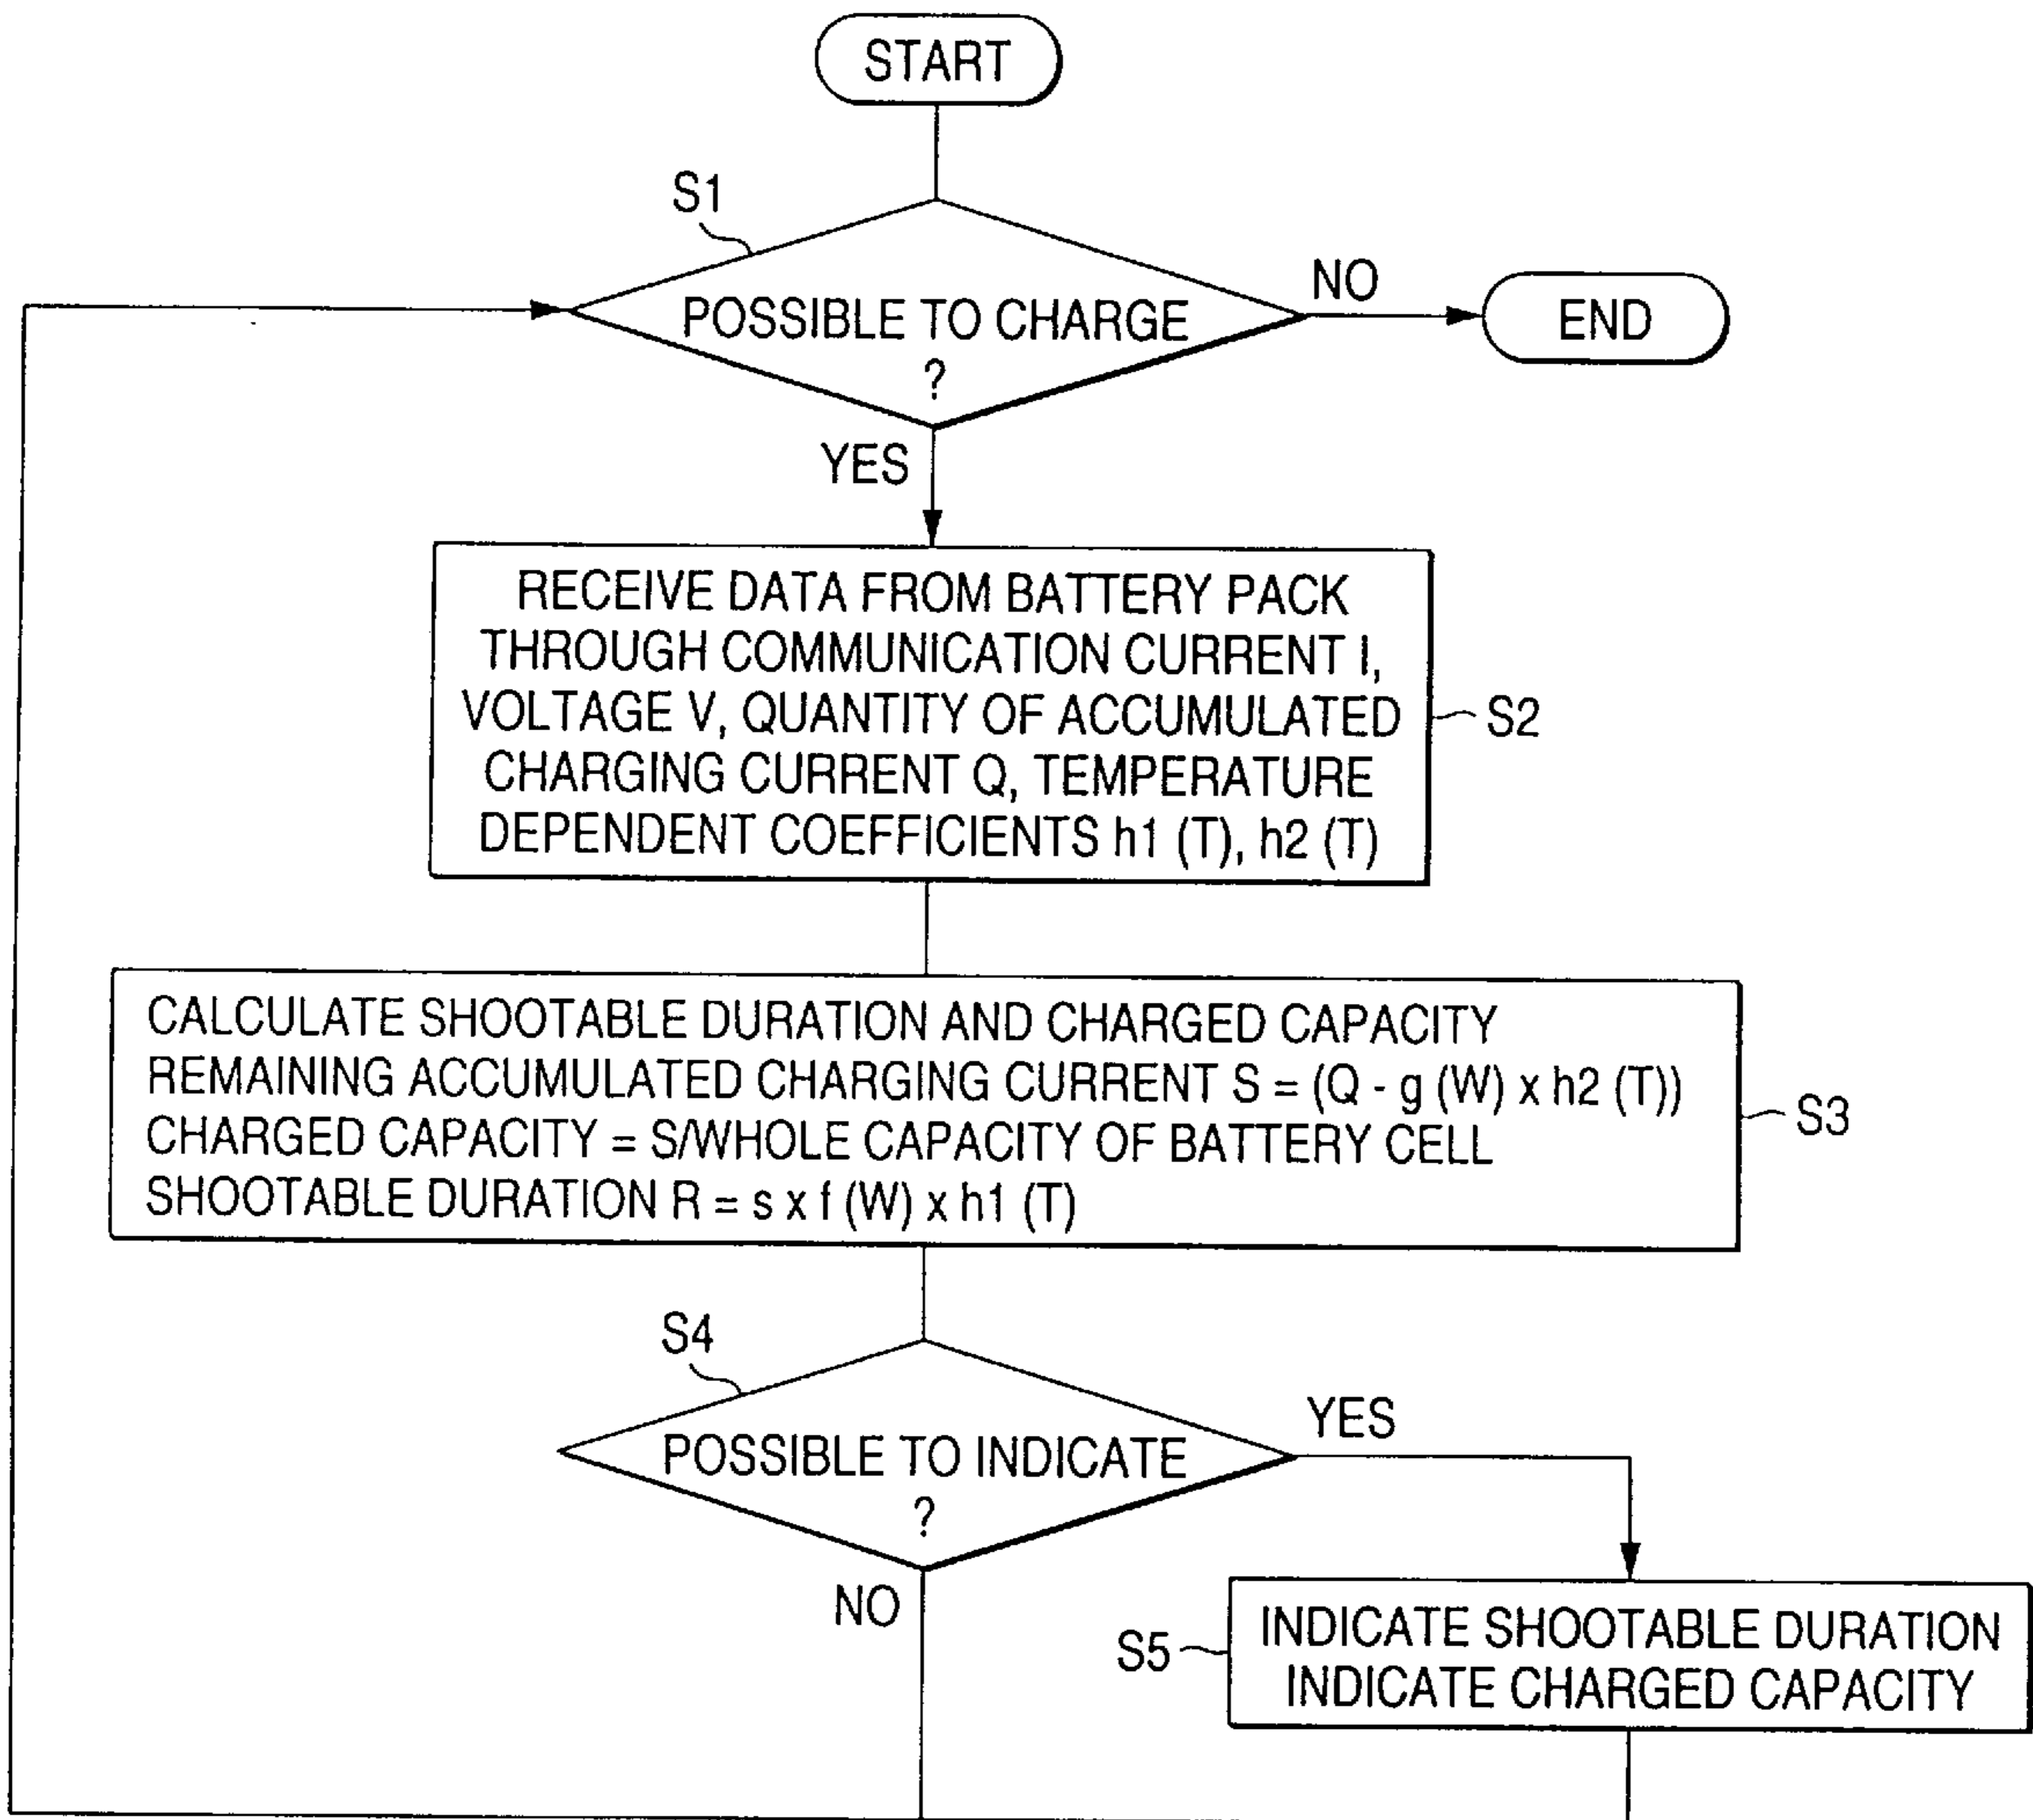 START
S1
POSSIBLE TO CHARGE
?
NO
END
YES
RECEIVE DATA FROM BATTERY PACK
THROUGH COMMUNICATION CURRENT I,
VOLTAGE V, QUANTITY OF ACCUMULATED
CHARGING CURRENT Q, TEMPERATURE
DEPENDENT COEFFICIENTS h1 (T), h2 (T)
S2
CALCULATE SHOOTABLE DURATION AND CHARGED CAPACITY
REMAINING ACCUMULATED CHARGING CURRENT S = (Q - g (W) x h2 (T))
CHARGED CAPACITY = S/WHOLE CAPACITY OF BATTERY CELL
SHOOTABLE DURATION R = s x f (W) x h1 (T)
S3
S4
POSSIBLE TO INDICATE
?
YES
NO
S5
INDICATE SHOOTABLE DURATION
INDICATE CHARGED CAPACITY